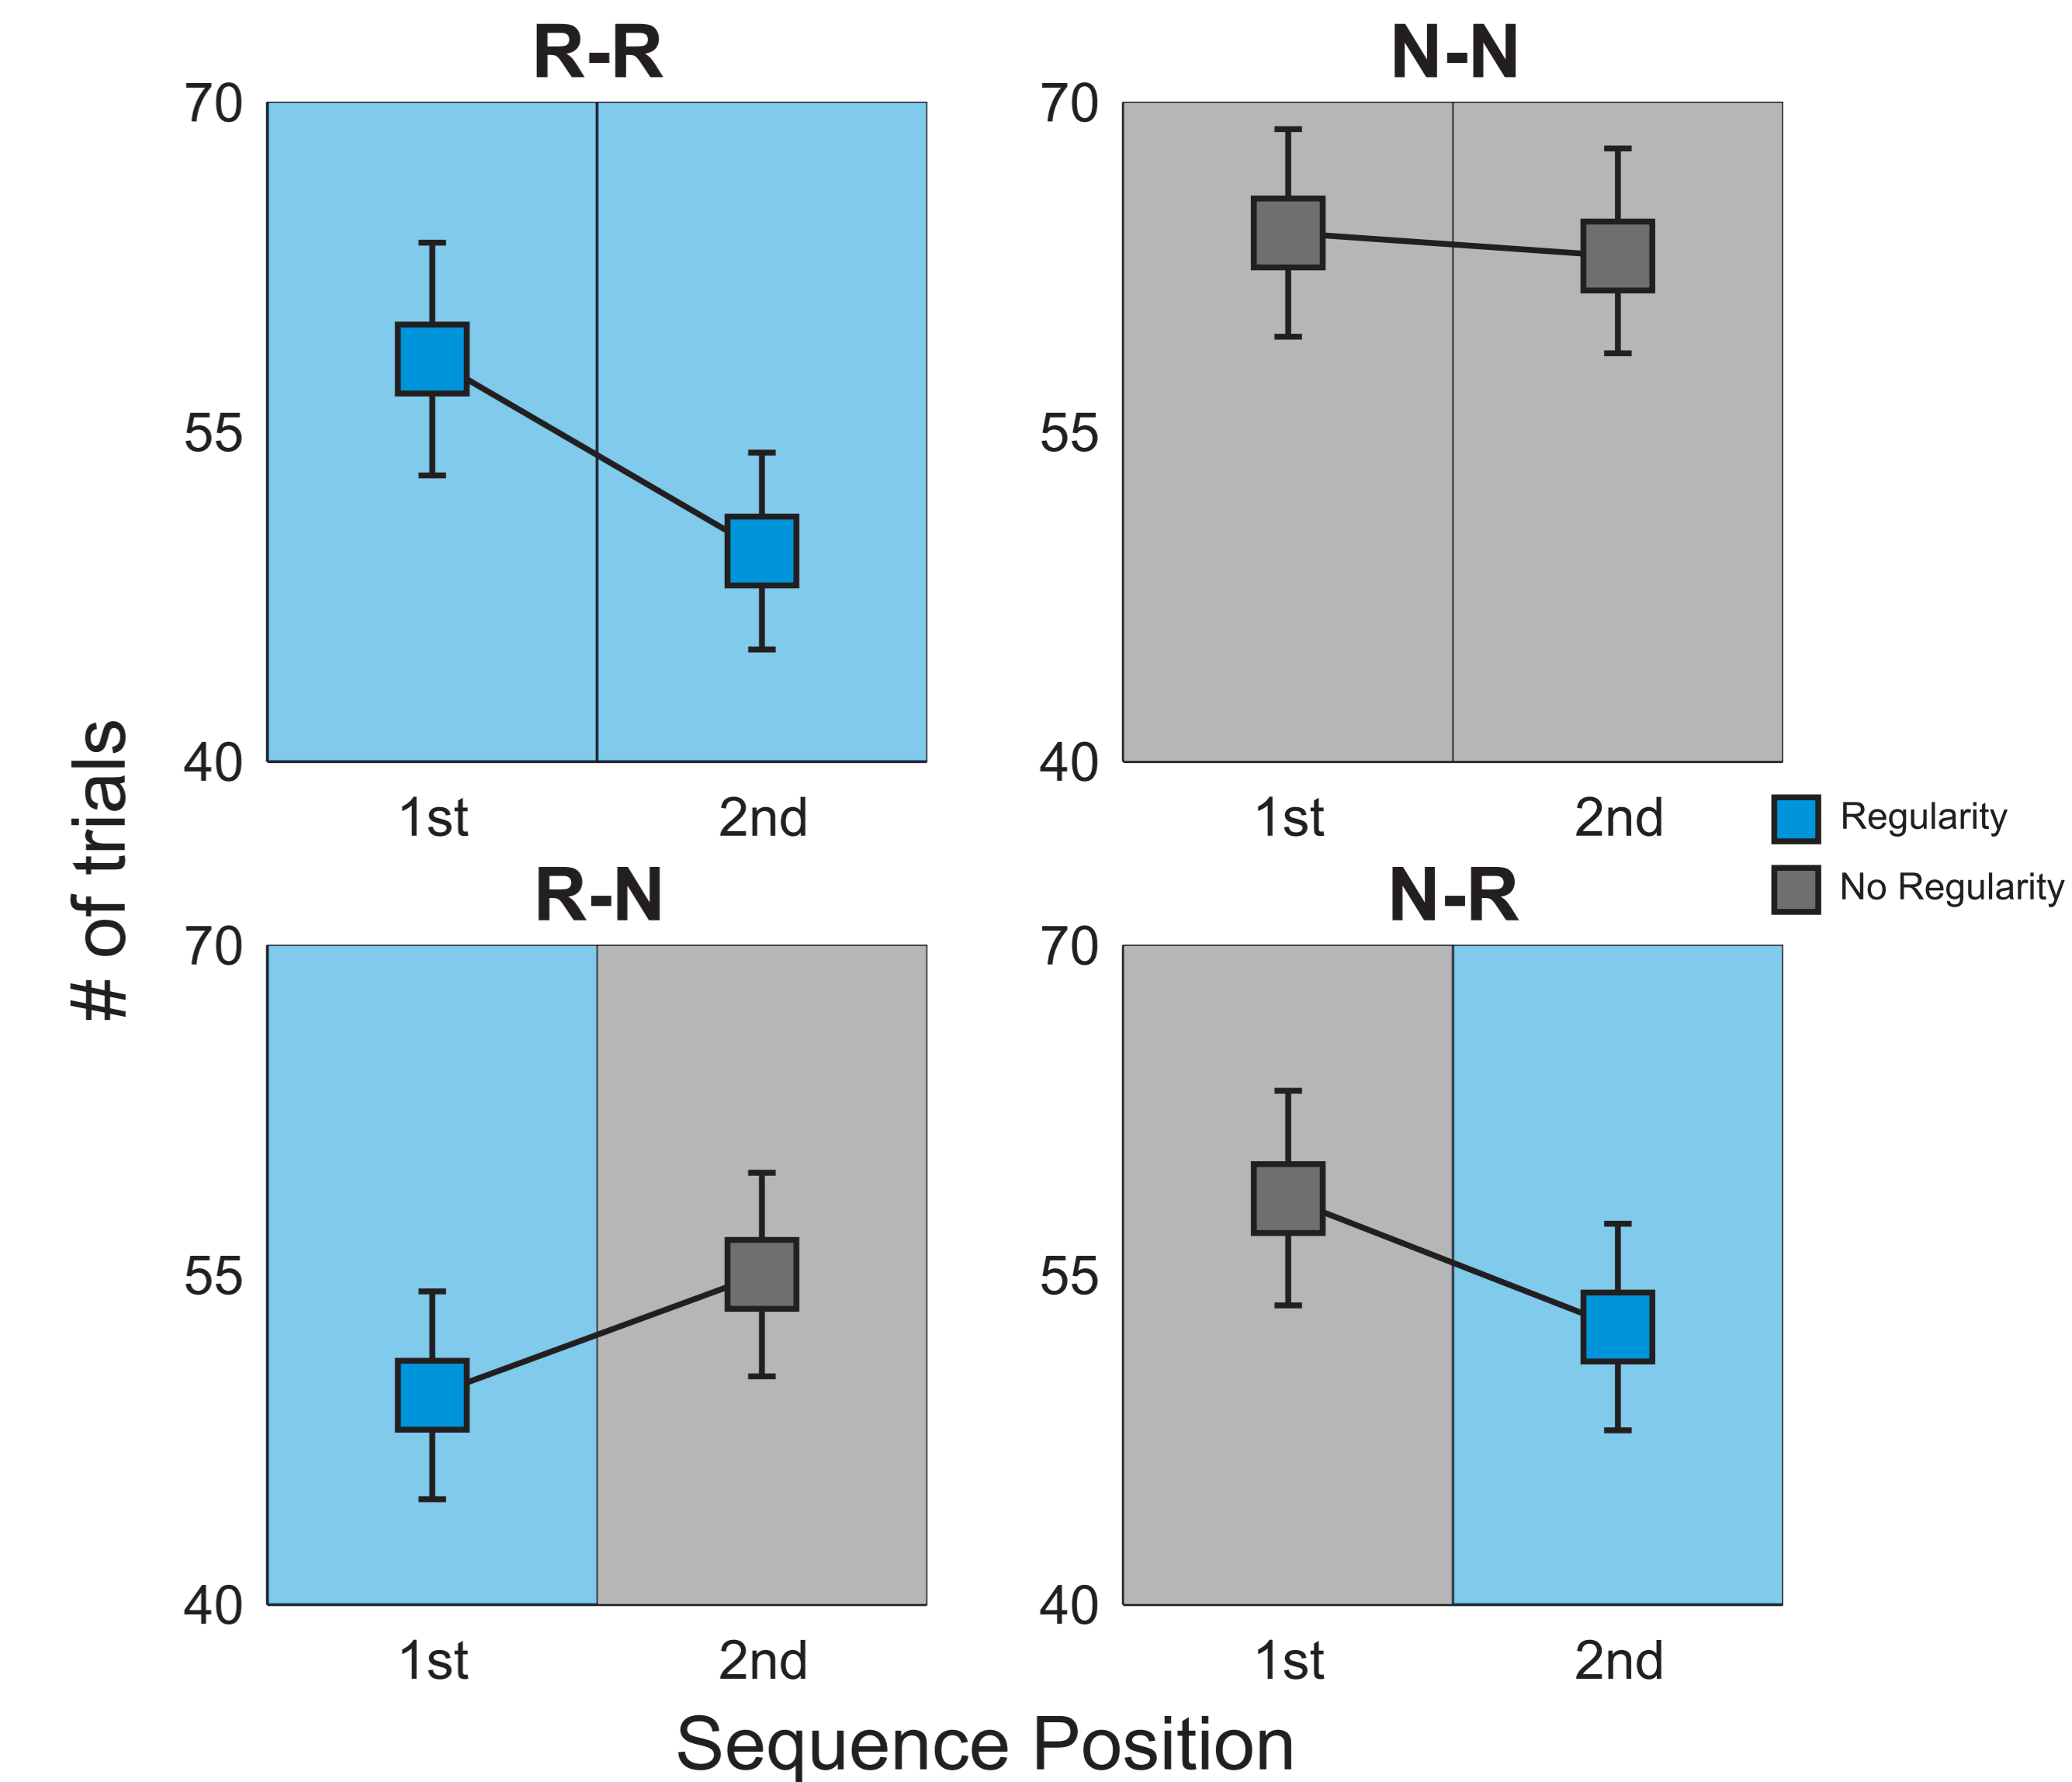 R-R
N-N
70
55
40
1st 2nd
70
55
40
1st 2nd
Regularity
No Regularity
# of trials
R-N
N-R
70
55
40
1st 2nd
70
55
40
1st 2nd
Sequence Position